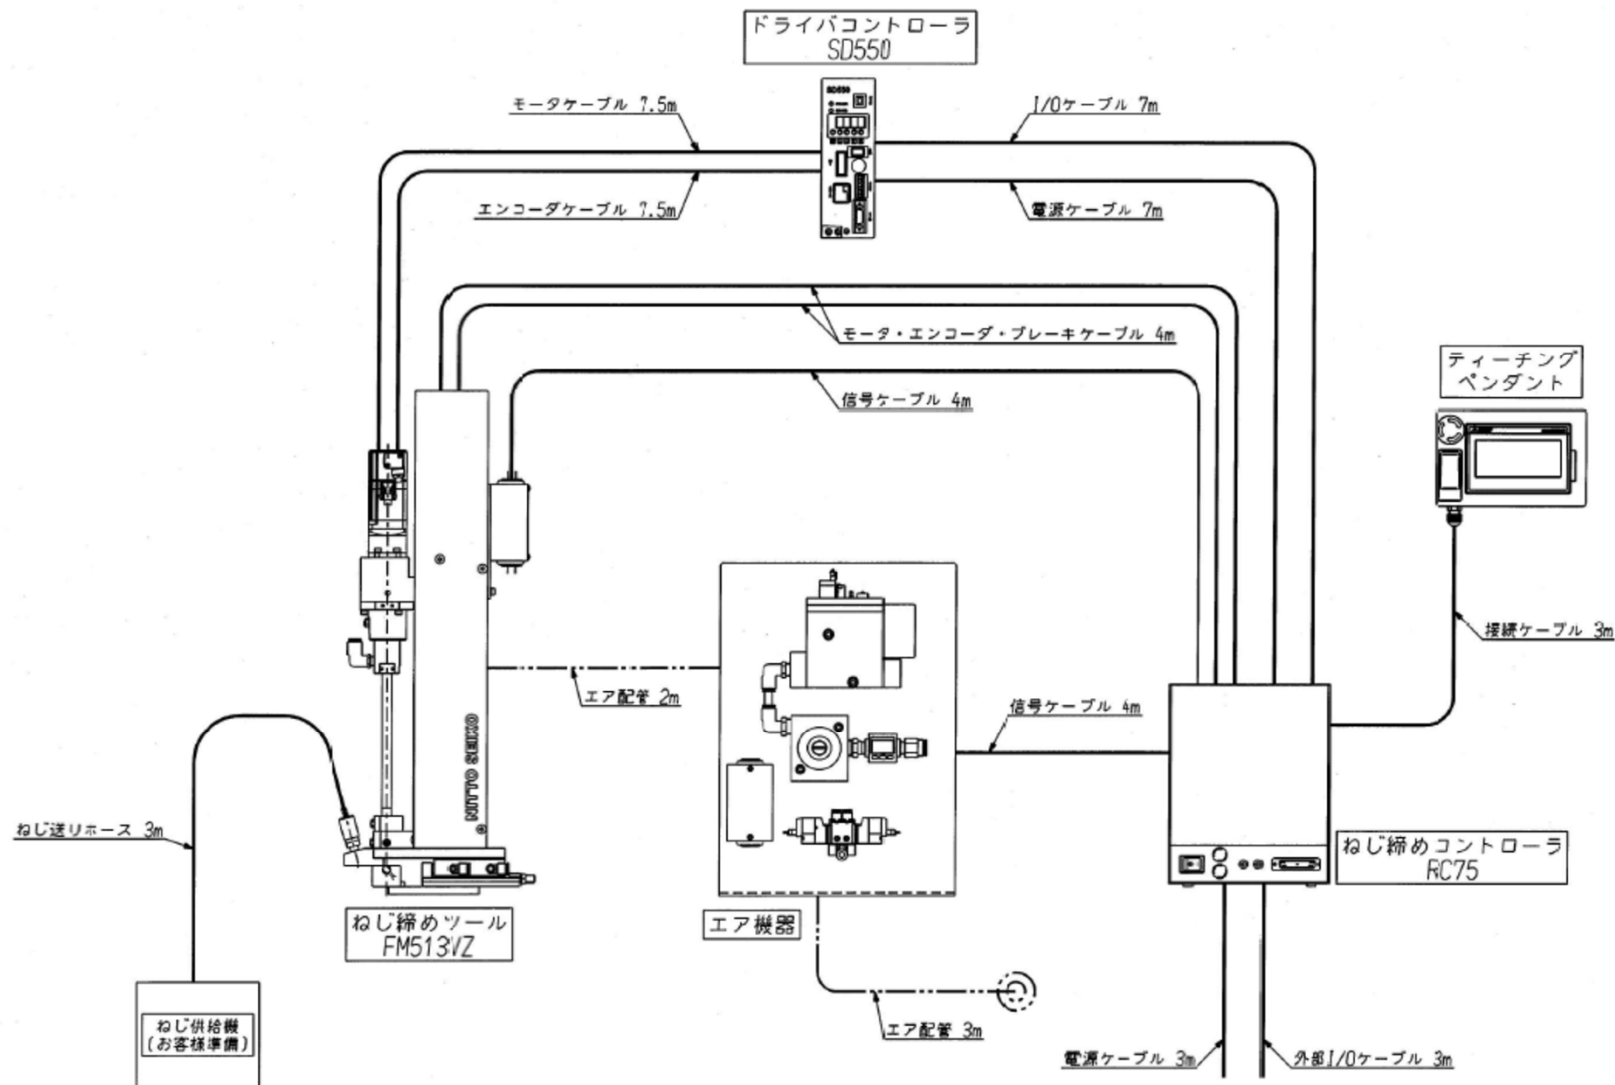 ドライバコントローラ
SD550
モータケーブル 7.5m
I/Oケーブル 7m
SD550
エンコーダケーブル 7.5m
電源ケーブル 7m
モータ・エンコーダ・ブレーキケーブル 4m
ティーチング
ペンダント
信号ケーブル 4m
接続ケーブル 3m
エア配管 2m
信号ケーブル 4m
NITTO SEIKO
ねじ送りホース 3m
ねじ締めコントローラ
RC75
ねじ締めツール
FM513VZ
エア機器
ねじ供給機
(お客様準備)
エア配管 3m
電源ケーブル 3m
外部I/Oケーブル 3m